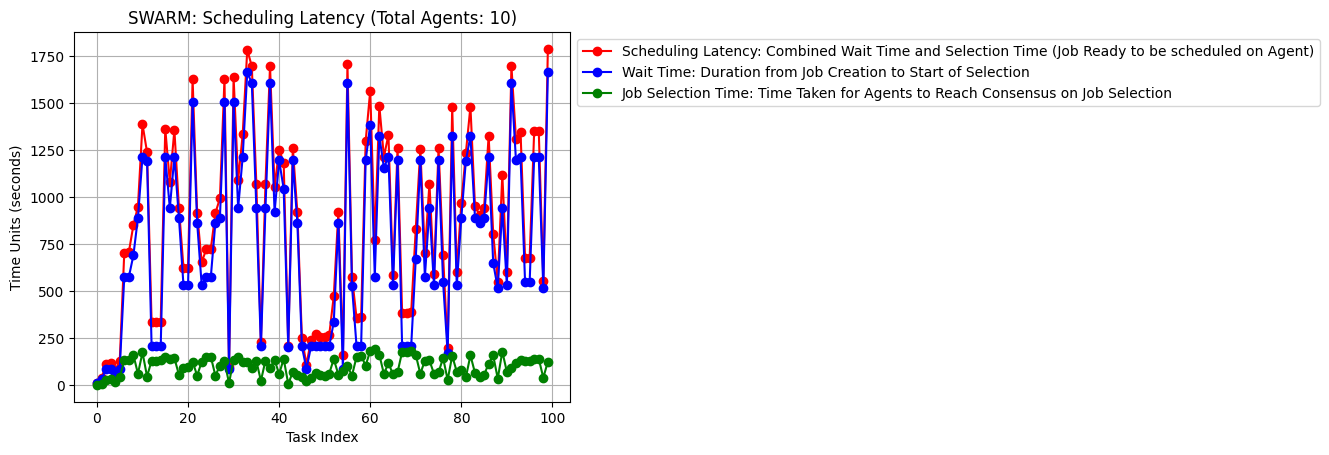 SWARM: Scheduling Latency (Total Agents: 10)
Scheduling Latency: Combined Wait Time and Selection Time (Job Ready to be scheduled on Agent)
Wait Time: Duration from Job Creation to Start of Selection
Job Selection Time: Time Taken for Agents to Reach Consensus on Job Selection
Time Units (seconds)
1750
1500
1250
1000
750
500
250
0
0 20 40 60 80 100
Task Index